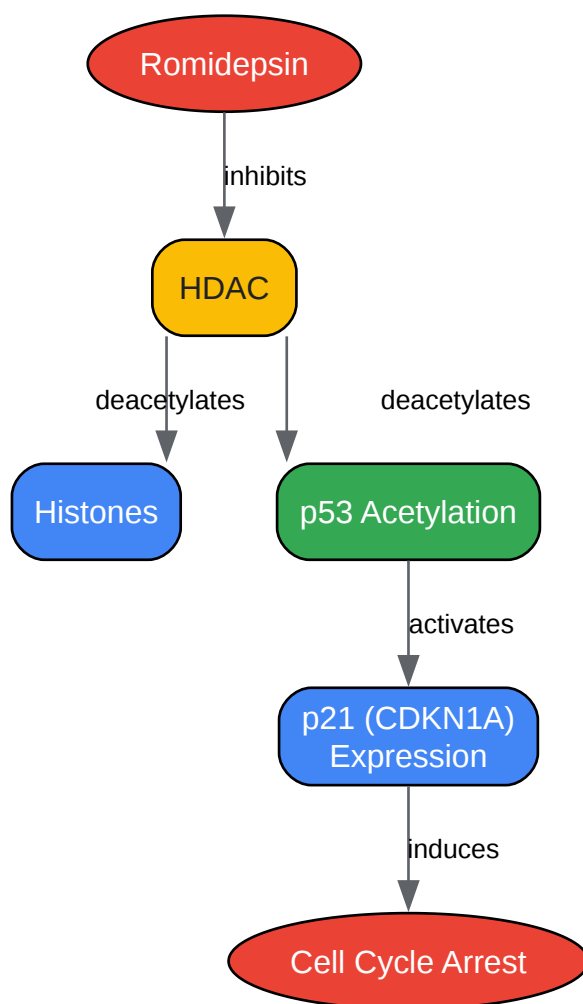 Romidepsin
inhibits
HDAC
deacetylates
deacetylates
Histones
p53 Acetylation
activates
p21 (CDKN1A)
Expression
induces
Cell Cycle Arrest